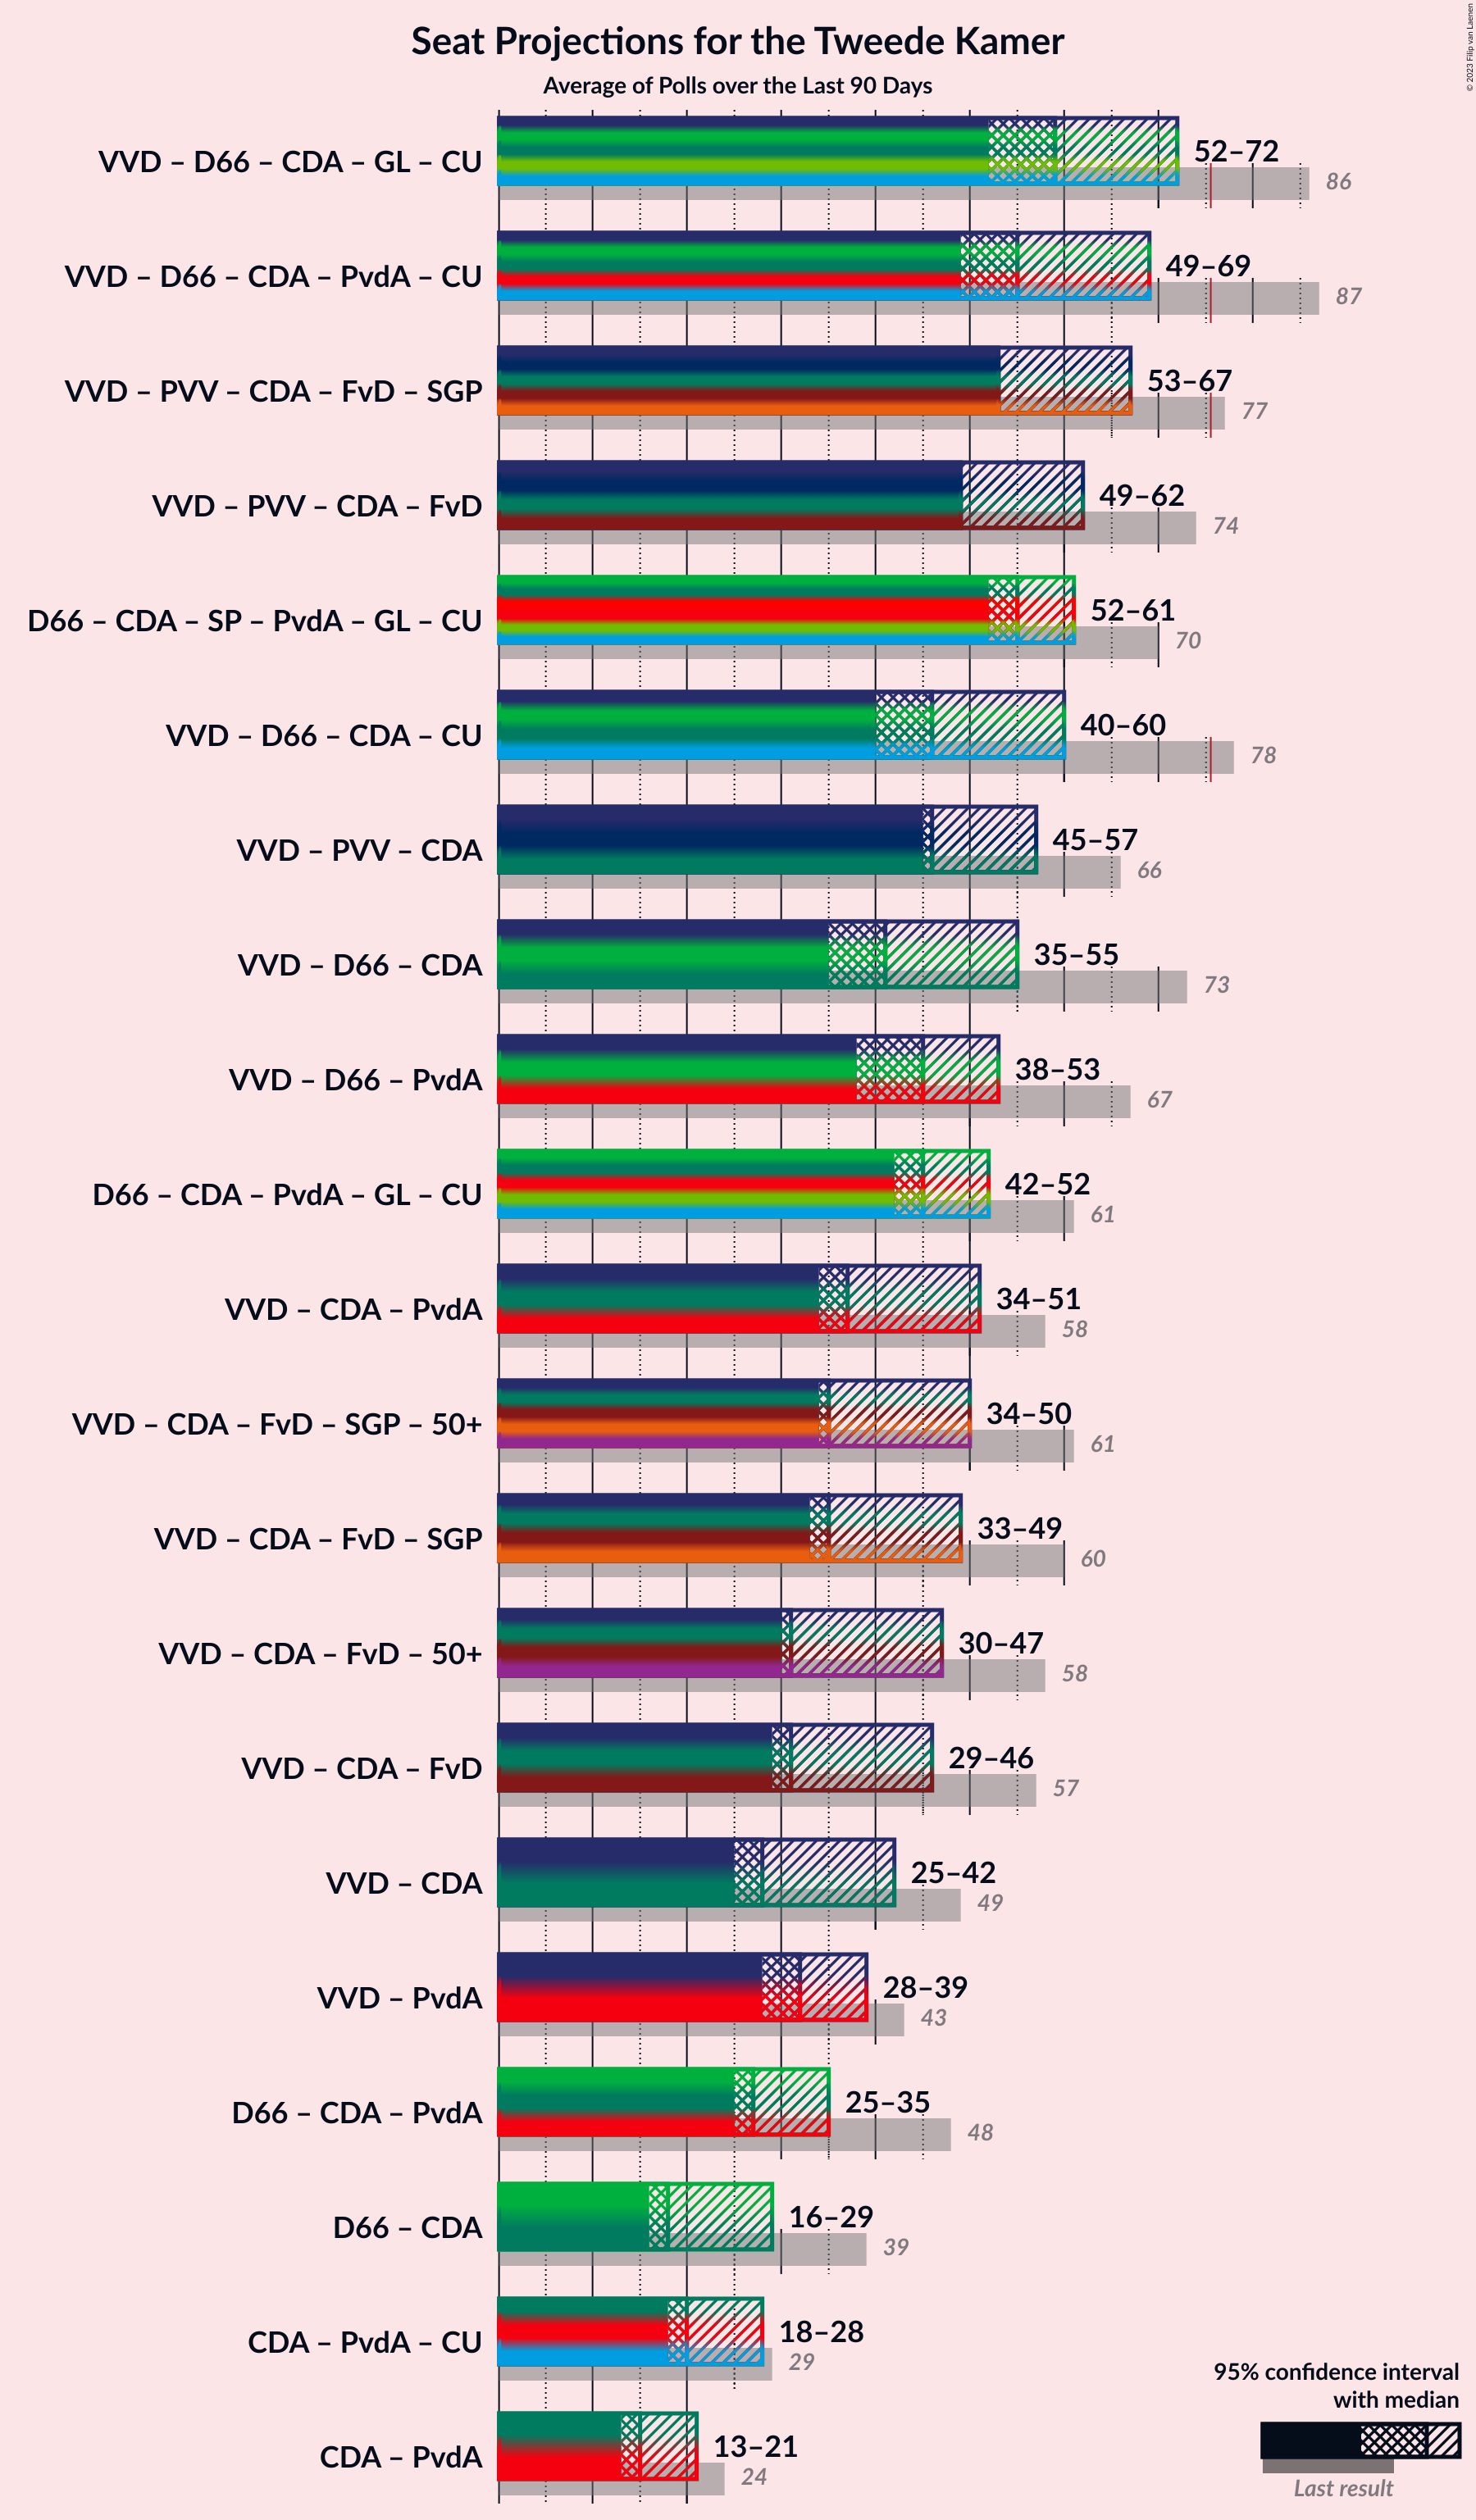 © 2023 Filip van Laenen
Seat Projections for the Tweede Kamer
Average of Polls over the Last 90 Days
VVD – D66 – CDA – GL – CU
52–72
86
VVD – D66 – CDA – PvdA – CU
49–69
87
VVD – PVV – CDA – FvD – SGP
53–67
77
VVD – PVV – CDA – FvD
49–62
74
D66 – CDA – SP – PvdA – GL – CU
52–61
70
VVD – D66 – CDA – CU
40–60
78
VVD – PVV – CDA
45–57
66
VVD – D66 – CDA
35–55
73
VVD – D66 – PvdA
38–53
67
D66 – CDA – PvdA – GL – CU
42–52
61
VVD – CDA – PvdA
34–51
58
VVD – CDA – FvD – SGP – 50+
34–50
61
VVD – CDA – FvD – SGP
33–49
60
VVD – CDA – FvD – 50+
30–47
58
VVD – CDA – FvD
29–46
57
VVD – CDA
25–42
49
VVD – PvdA
28–39
43
D66 – CDA – PvdA
25–35
48
D66 – CDA
16–29
39
CDA – PvdA – CU
18–28
29
CDA – PvdA
13–21
24
95% confidence interval
with median
Last result